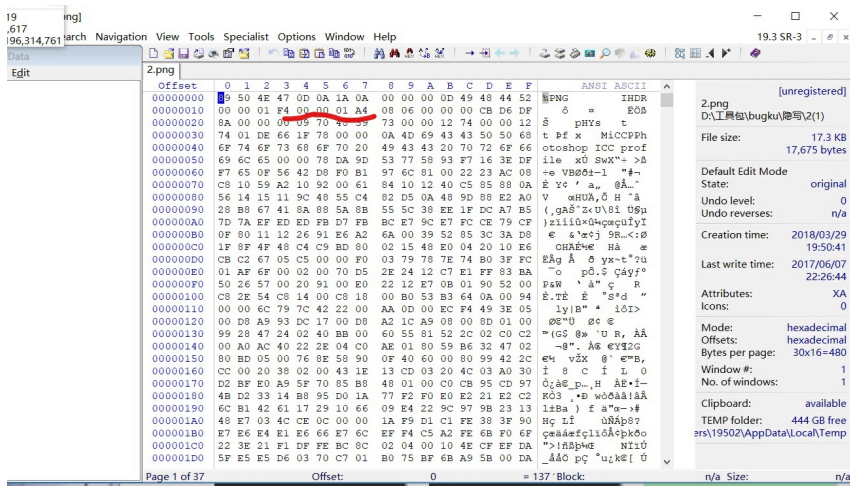 19
,617
196,314,761
png]
earch Navigation View Tools Specialist Options Window Help
19.3 SR-3
Data
Edit
2.png
Offset 0 1 2 3 4 5 6 7 8 9 A B C D E F ANSI ASCII
00000000 89 50 4E 47 0D 0A 1A 0A 00 00 00 0D 49 48 44 52 ‰PNG IHDR
00000010 00 00 01 F4 00 00 01 A4 08 06 00 00 00 CB D6 DF
00000020 8A 00 00 00 09 70 48 59 73 00 00 12 74 00 00 12
00000030 74 01 DE 66 1F 78 00 00 0A 4D 69 43 43 50 50 68 t Þf x MiCCPPh
00000040 6F 74 6F 73 68 6F 70 20 49 43 43 20 70 72 6F 66 otoshop ICC prof
00000050 69 6C 65 00 00 78 DA 9D 53 77 58 93 F7 16 3E DF
00000060 F7 65 0F 56 42 D8 F0 B1 97 6C 81 00 22 23 AC 08
00000070 C8 10 59 A2 10 92 00 61 84 10 12 40 C5 85 88 0A
00000080 56 14 15 11 9C 48 55 C4 82 D5 0A 48 9D 88 E2 A0
00000090 28 B8 67 41 8A 88 5A 8B 55 5C 38 EE 1F DC A7 B5
000000A0 7D 7A EF ED ED FB D7 FB BC E7 9C E7 FC CE 79 CF
000000B0 0F 80 11 12 26 91 E6 A2 6A 00 39 52 85 3C 3A D8
000000C0 1F 8F 4F 48 C4 C9 BD 80 02 15 48 E0 04 20 10 E6
000000D0 CB C2 67 05 C5 00 00 F0 03 79 78 7E 74 B0 3F FC
000000E0 01 AF 6F 00 02 00 70 D5 2E 24 12 C7 E1 FF 83 BA
000000F0 50 26 57 00 20 91 00 E0 22 12 E7 0B 01 90 52 00
00000100 C8 2E 54 C8 14 00 C8 18 00 B0 53 B3 64 0A 00 94
00000110 00 00 6C 79 7C 42 22 00 AA 0D 00 EC F4 49 3E 05
00000120 00 D8 A9 93 DC 17 00 D8 A2 1C A9 08 00 8D 01 00
00000130 99 28 47 24 02 40 BB 00 60 55 81 52 2C 02 C0 C2
00000140 00 A0 AC 40 22 2E 04 C0 AE 01 80 59 B6 32 47 02
00000150 80 BD 05 00 76 8E 58 90 0F 40 60 00 80 99 42 2C
00000160 CC 00 20 38 02 00 43 1E 13 CD 03 20 4C 03 A0 30
00000170 D2 BF E0 A9 5F 70 85 B8 48 01 00 C0 CB 95 CD 97
00000180 4B D2 33 14 B8 95 D0 1A 77 F2 F0 E0 E2 21 E2 C2
00000190 6C B1 42 61 17 29 10 66 09 E4 22 9C 97 9B 23 13
000001A0 48 E7 03 4C CE 0C 00 00 1A F9 D1 C1 FE 38 3F 90
000001B0 E7 E6 E4 E1 E6 66 E7 6C EF F4 C5 A2 FE 6B F0 6F
000001C0 22 3E 21 F1 DF FE BC 8C 02 04 00 10 4E CF EF DA
000001D0 5F E5 E5 D6 03 70 C7 01 B0 75 BF 6B A9 5B 00 DA
[unregistered]
2.png
D:\工具包\bugku\隐写\2(1)
File size: 17.3 KB
17,675 bytes
Default Edit Mode
State: original
Undo level: 0
Undo reverses: n/a
Creation time: 2018/03/29
19:50:41
Last write time: 2017/06/07
22:26:44
Attributes: XA
Icons: 0
Mode: hexadecimal
Offsets: hexadecimal
Bytes per page: 30x16=480
Window #: 1
No. of windows: 1
Clipboard: available
TEMP folder: 444 GB free
ers\19502\AppData\Local\Temp
Page 1 of 37 Offset: 0 = 137 Block: n/a Size: n/a